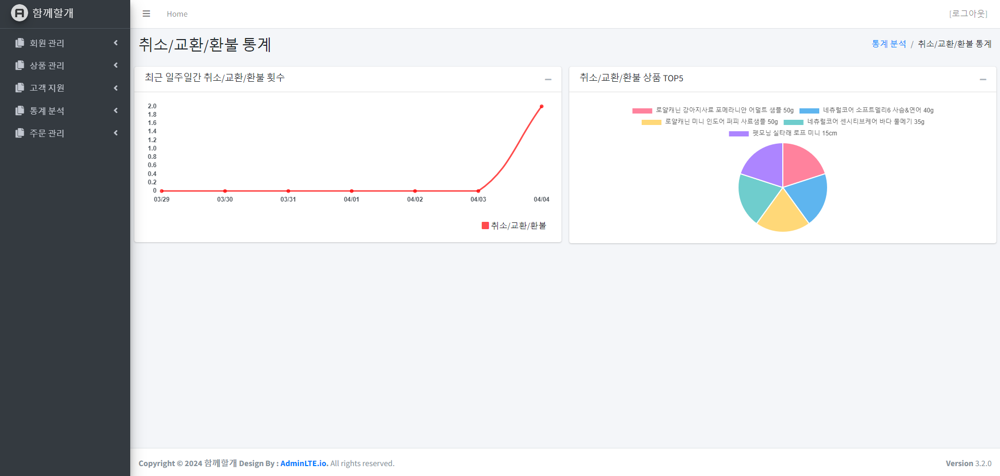 함께할개
회원 관리
상품 관리
고객 지원
통계 분석
주문 관리
Home
[로그아웃]
취소/교환/환불 통계
통계 분석 / 취소/교환/환불 통계
최근 일주일간 취소/교환/환불 횟수
2.0
1.8
1.6
1.4
1.2
1.0
0.8
0.6
0.4
0.2
0
03/29 03/30 03/31 04/01 04/02 04/03 04/04
취소/교환/환불
취소/교환/환불 상품 TOP5
로얄캐닌 강아지사료 포메라니안 어덜트 샘플 50g 네츄럴코어 소프트델리6 사슴&연어 40g
로얄캐닌 미니 인도어 퍼피 사료샘플 50g 네츄럴코어 센시티브케어 바다 물메기 35g
펫모닝 실타래 로프 미니 15cm
Copyright © 2024 함께할개 Design By : AdminLTE.io. All rights reserved.
Version 3.2.0